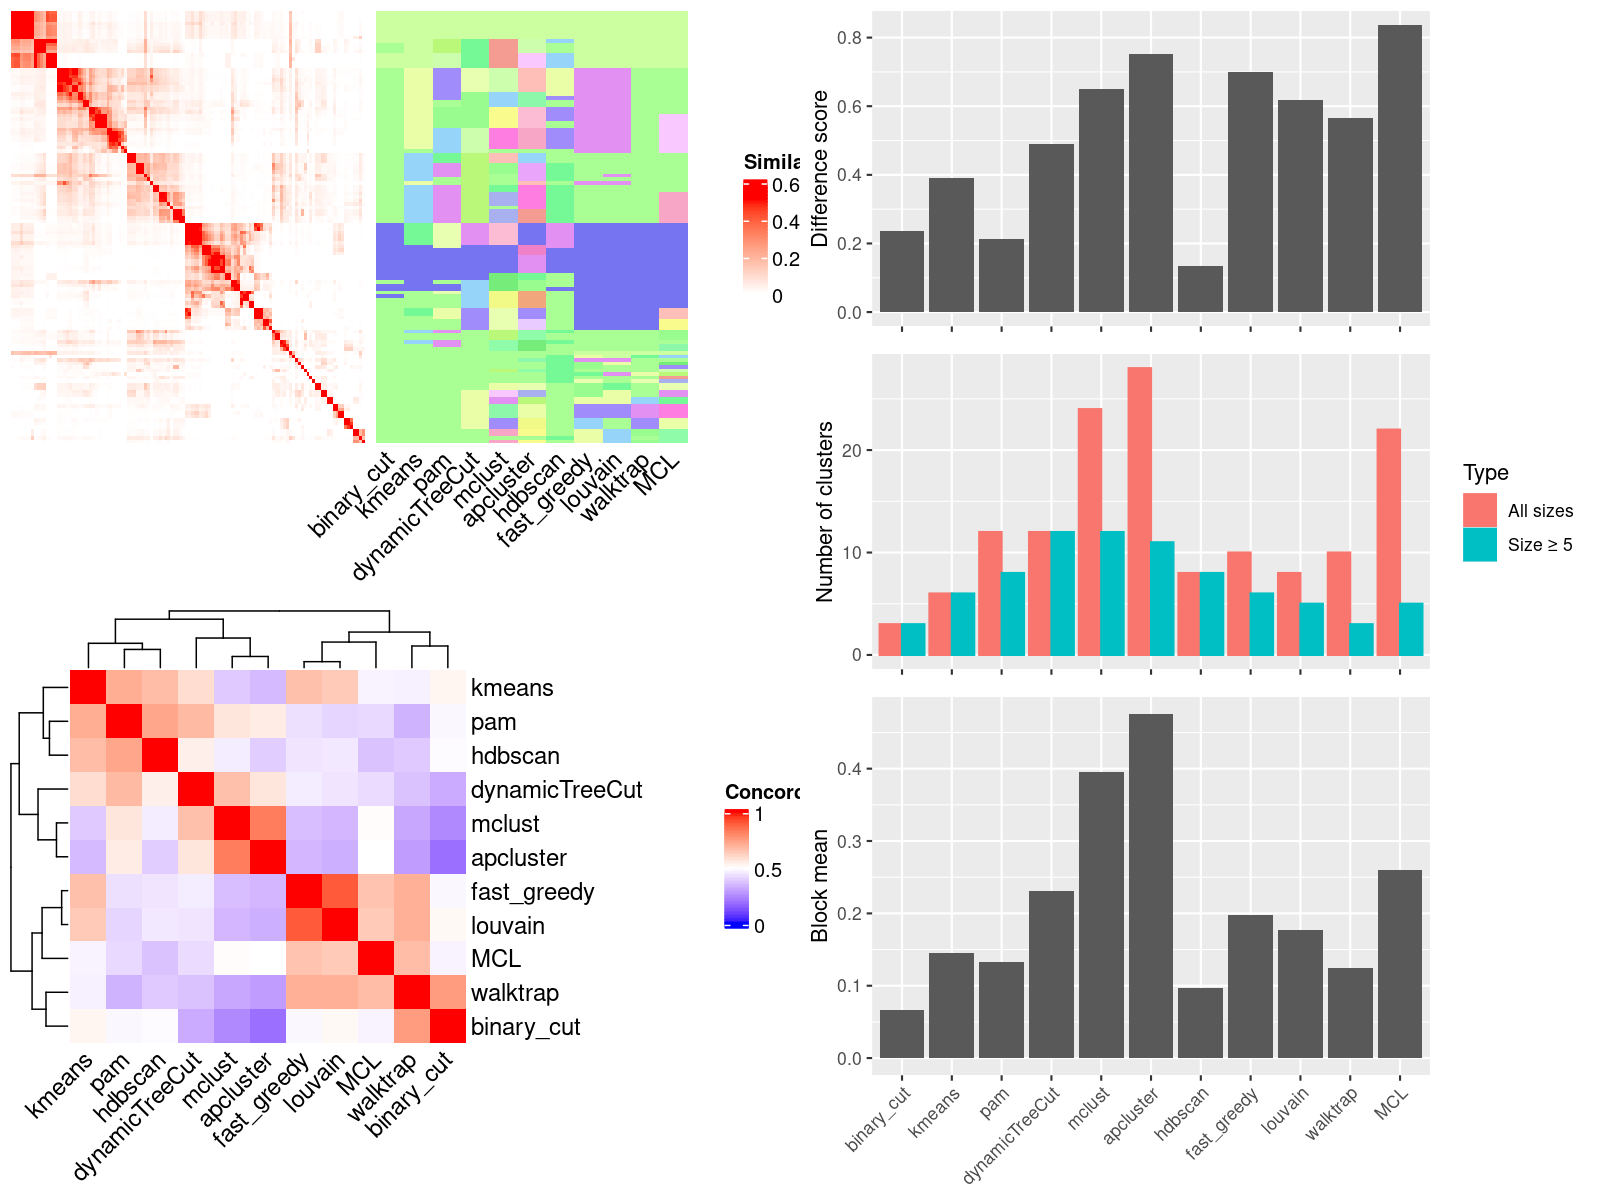 Simila
0.6
0.4
0.2
0
binary_cut
kmeans
pam
dynamicTreeCut
mclust
apcluster
hdbscan
fast_greedy
louvain
walktrap
MCL
kmeans
pam
hdbscan
dynamicTreeCut
mclust
apcluster
fast_greedy
louvain
MCL
walktrap
binary_cut
Concor
1
0.5
0
kmeans
pam
hdbscan
dynamicTreeCut
mclust
apcluster
fast_greedy
louvain
MCL
walktrap
binary_cut
Difference score
0.8
0.6
0.4
0.2
0.0
Number of clusters
20
10
0
Type
All sizes
Size ≥ 5
Block mean
0.4
0.3
0.2
0.1
0.0
binary_cut
kmeans
pam
dynamicTreeCut
mclust
apcluster
hdbscan
fast_greedy
louvain
walktrap
MCL